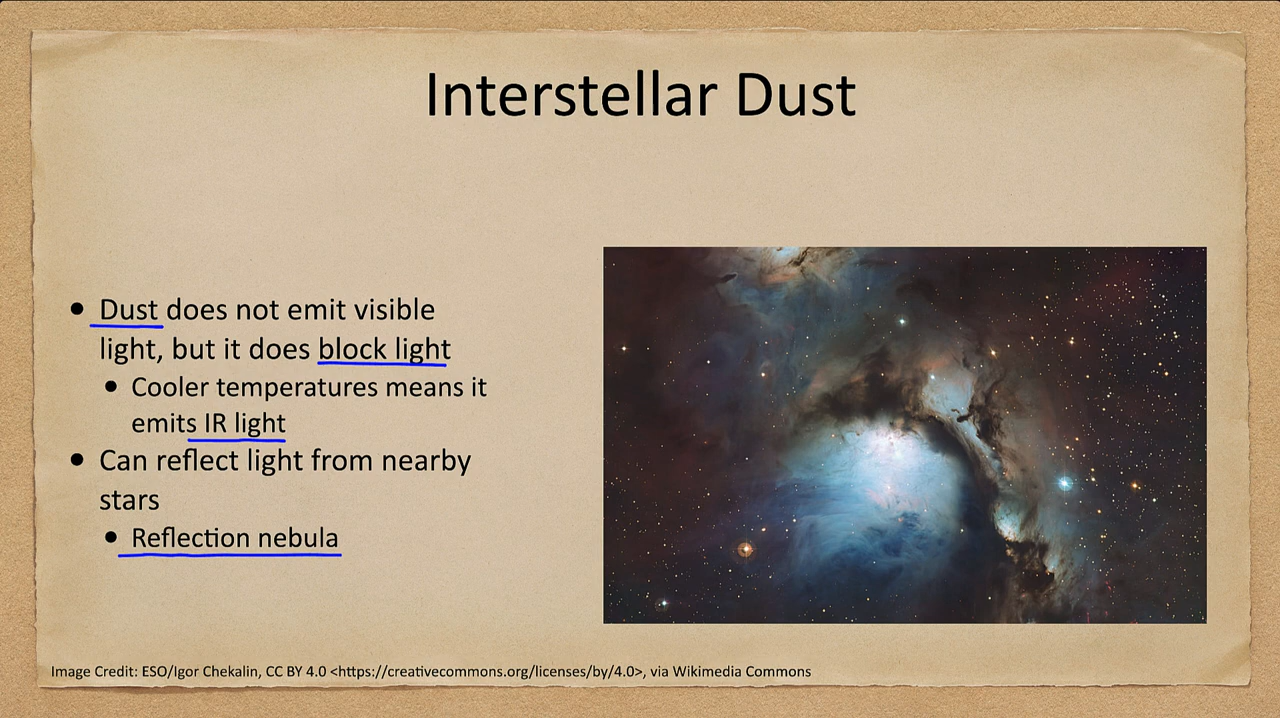 Interstellar Dust
• Dust does not emit visible
light, but it does block light
• Cooler temperatures means it
emits IR light
• Can reflect light from nearby
stars
• Reflection nebula
Image Credit: ESO/Igor Chekalin, CC BY 4.0 <https://creativecommons.org/licenses/by/4.0>, via Wikimedia Commons